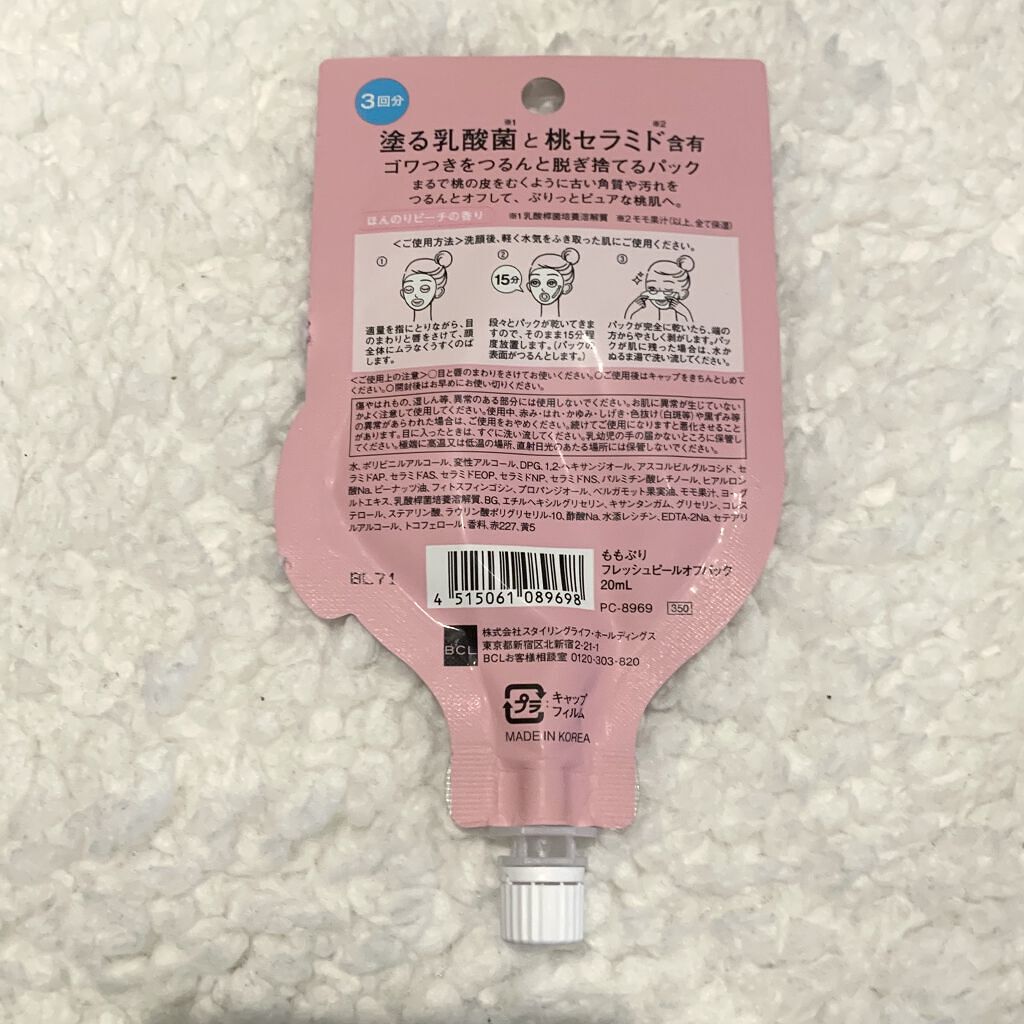 3回分
塗る乳酸菌※1と桃セラミド※2含有
ゴワつきをつるんと脱ぎ捨てるパック
まるで桃の皮をむくように古い角質や汚れを
つるんとオフして、ぷりっとピュアな桃肌へ。
ほんのりピーチの香り
※1乳酸桿菌培養溶解質 ※2モモ果汁(以上、全て保湿)
<ご使用方法>洗顔後、軽く水気をふき取った肌にご使用ください。
①
適量を指にとりながら、目
のまわりと唇をさけて、顔
全体にムラなくうすくのば
します。
②
15分
段々とパックが乾いてきま
すので、そのまま15分程
度放置します。(パックの
表面がつるんとします。)
③
パックが完全に乾いたら、端の
方からやさしく剥がします。パッ
クが肌に残った場合は、水か
ぬるま湯で洗い流してください。
<ご使用上の注意>○目と唇のまわりをさけてお使いください。○ご使用後はキャップをきちんとしめて
ください。○開封後はお早めにお使い切りください。
傷やはれもの、湿しん等、異常のある部分には使用しないでください。お肌に異常が生じていない
かよく注意して使用してください。使用中、赤み・はれ・かゆみ・しげき・色抜け(白斑等)や黒ずみ等
の異常があらわれた場合は、ご使用をおやめください。続けてご使用になりますと悪化させること
があります。目に入ったときは、すぐに洗い流してください。乳幼児の手の届かないところに保管し
てください。極端に高温又は低温の場所、直射日光のあたる場所には保管しないでください。
水、ポリビニルアルコール、変性アルコール、DPG、1,2-ヘキサンジオール、アスコルビルグルコシド、セ
ラミドAP、セラミドAS、セラミドEOP、セラミドNP、セラミドNS、パルミチン酸レチノール、ヒアルロン
酸Na、ピーナッツ油、フィトスフィンゴシン、プロパンジオール、ベルガモット果実油、モモ果汁、ヨーグ
ルトエキス、乳酸桿菌培養溶解質、BG、エチルヘキシルグリセリン、キサンタンガム、グリセリン、コレス
テロール、ステアリン酸、ラウリン酸ポリグリセリル-10、酢酸Na、水添レシチン、EDTA-2Na、セテアリ
ルアルコール、トコフェロール、香料、赤227、黄5
BL71
4 515061 089698
ももぷり
フレッシュピールオフパック
20mL
PC-8969 350
BCL
株式会社スタイリングライフ・ホールディングス
東京都新宿区北新宿2-21-1
BCLお客様相談室 0120-303-820
プラ : キャップ
フィルム
MADE IN KOREA